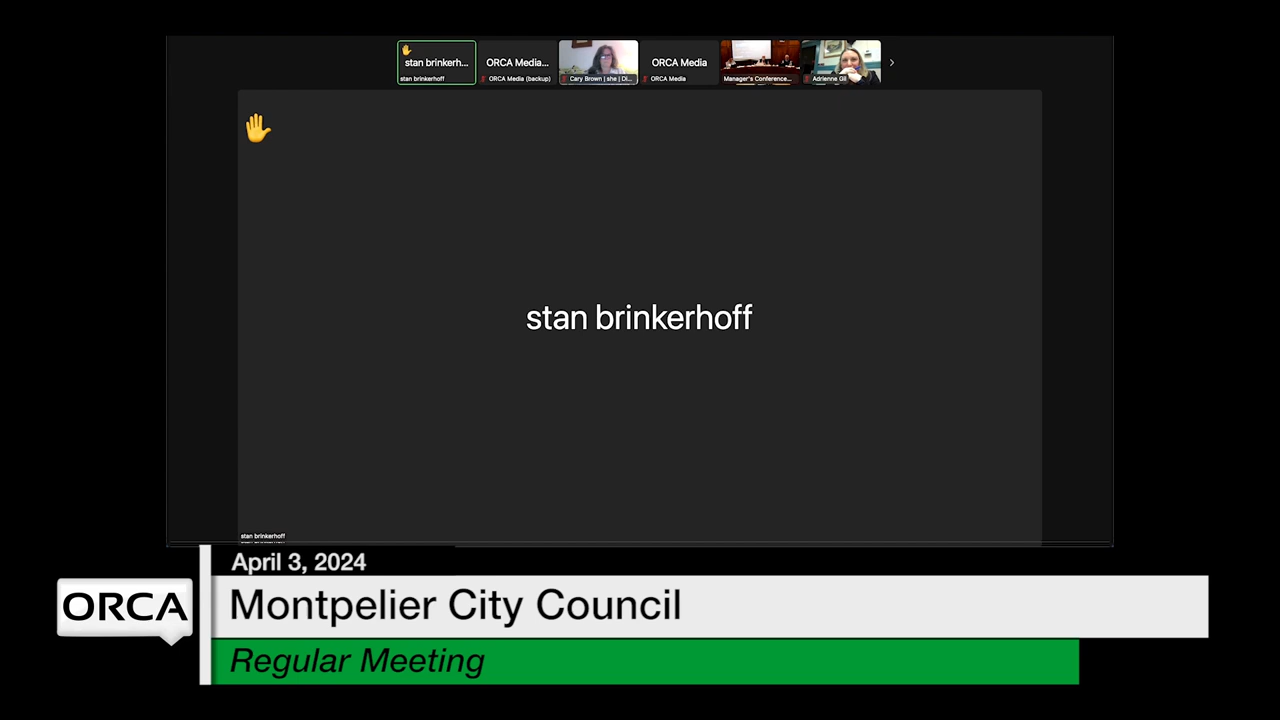 stan brinkerh...
stan brinkerhoff
ORCA Media...
ORCA Media (backup)
Cary Brown | she | Di...
ORCA Media
ORCA Media
Manager's Conference...
Adrienne Gil
stan brinkerhoff
stan brinkerhoff
April 3, 2024
ORCA
Montpelier City Council
Regular Meeting